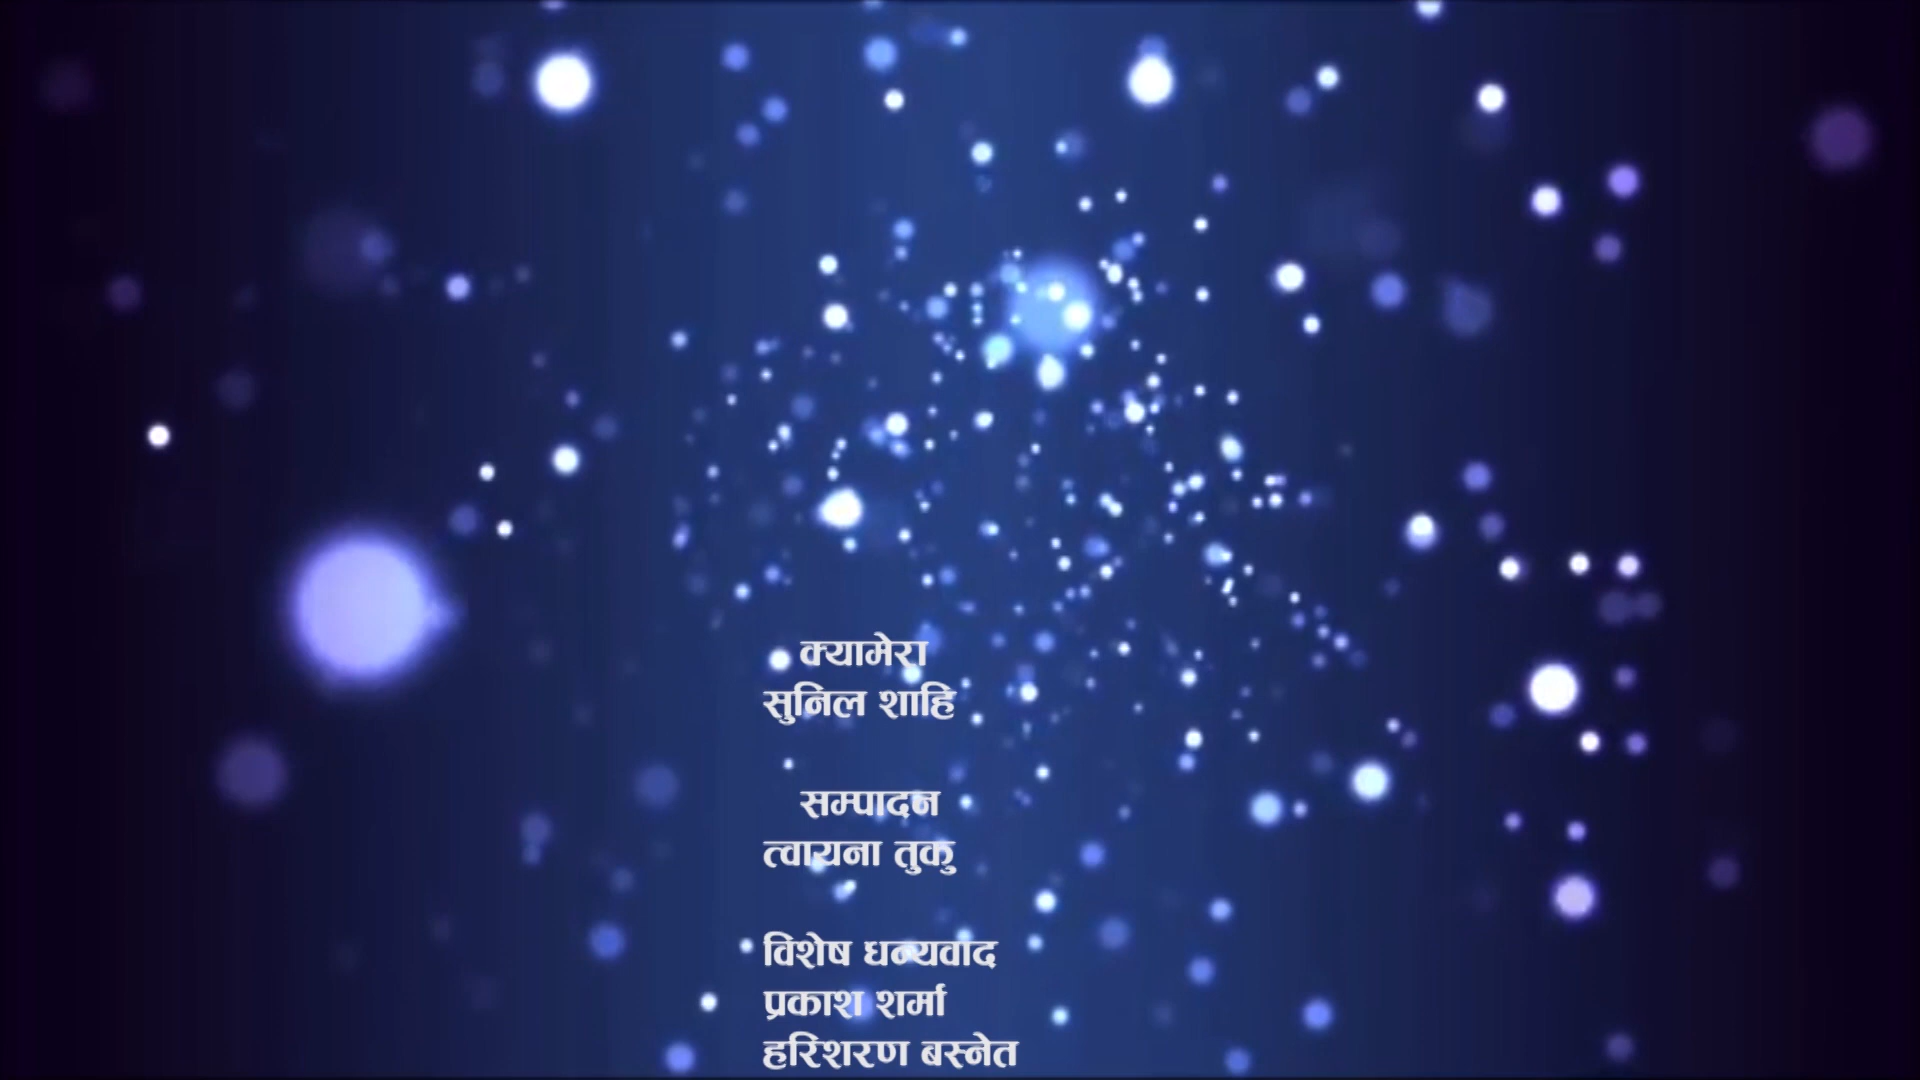 क्यामेरा
सुनिल शाहि
सम्पादन
त्वायना तुकु
विशेष धन्यवाद
प्रकाश शर्मा
हरिशरण बस्नेत